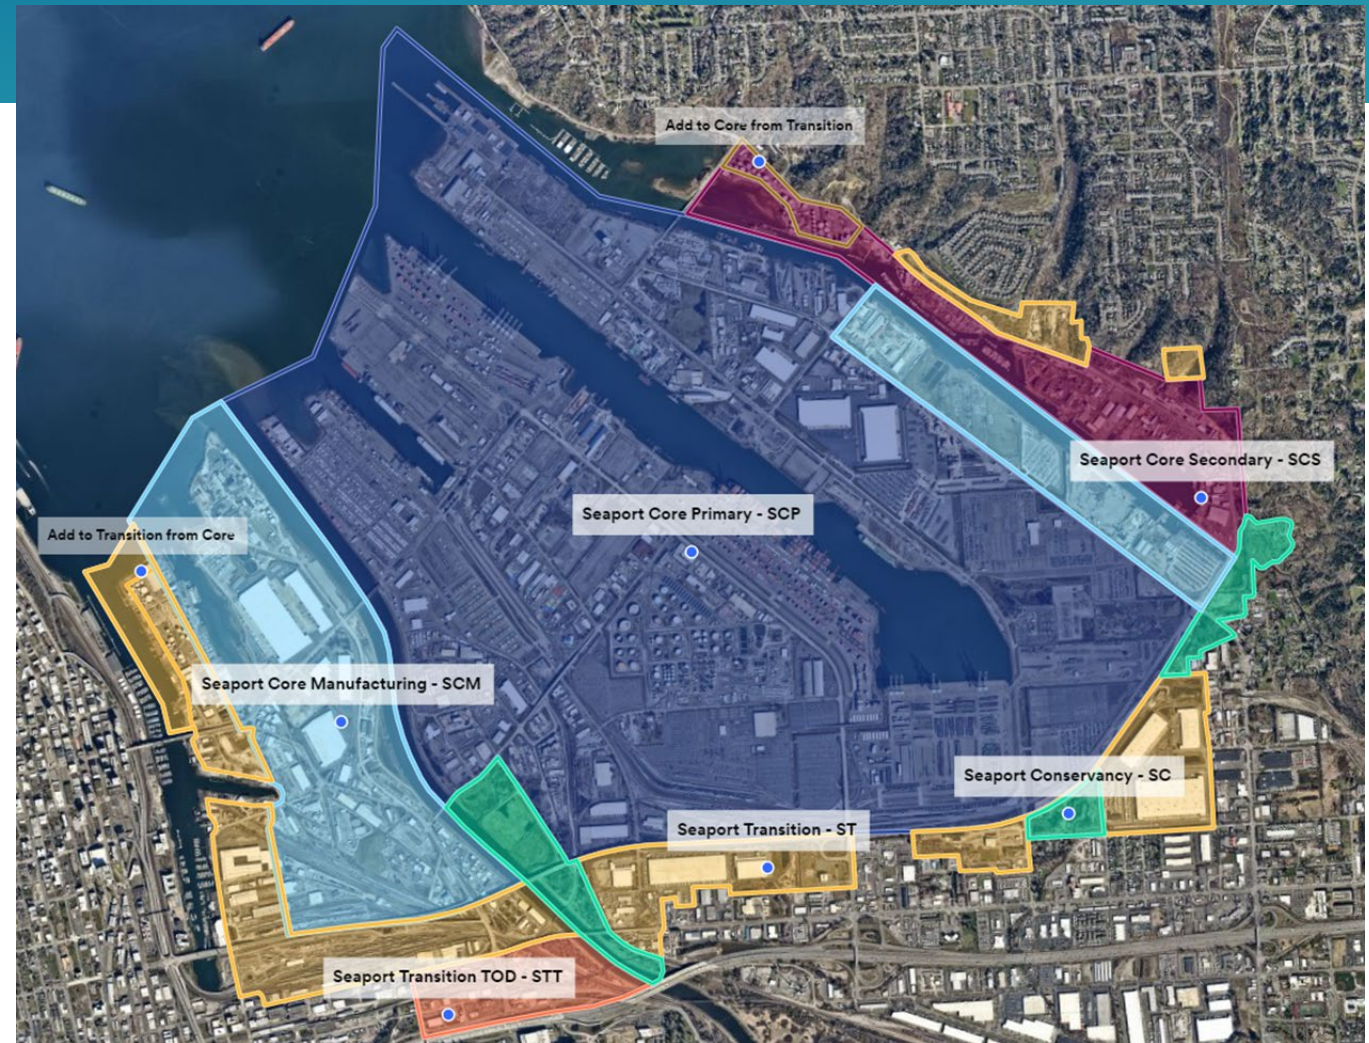 Add to Core from Transition
Seaport Core Secondary - SCS
Seaport Core Primary - SCP
Add to Transition from Core
Seaport Core Manufacturing - SCM
Seaport Conservancy - SC
Seaport Transition - ST
Seaport Transition TOD - STT